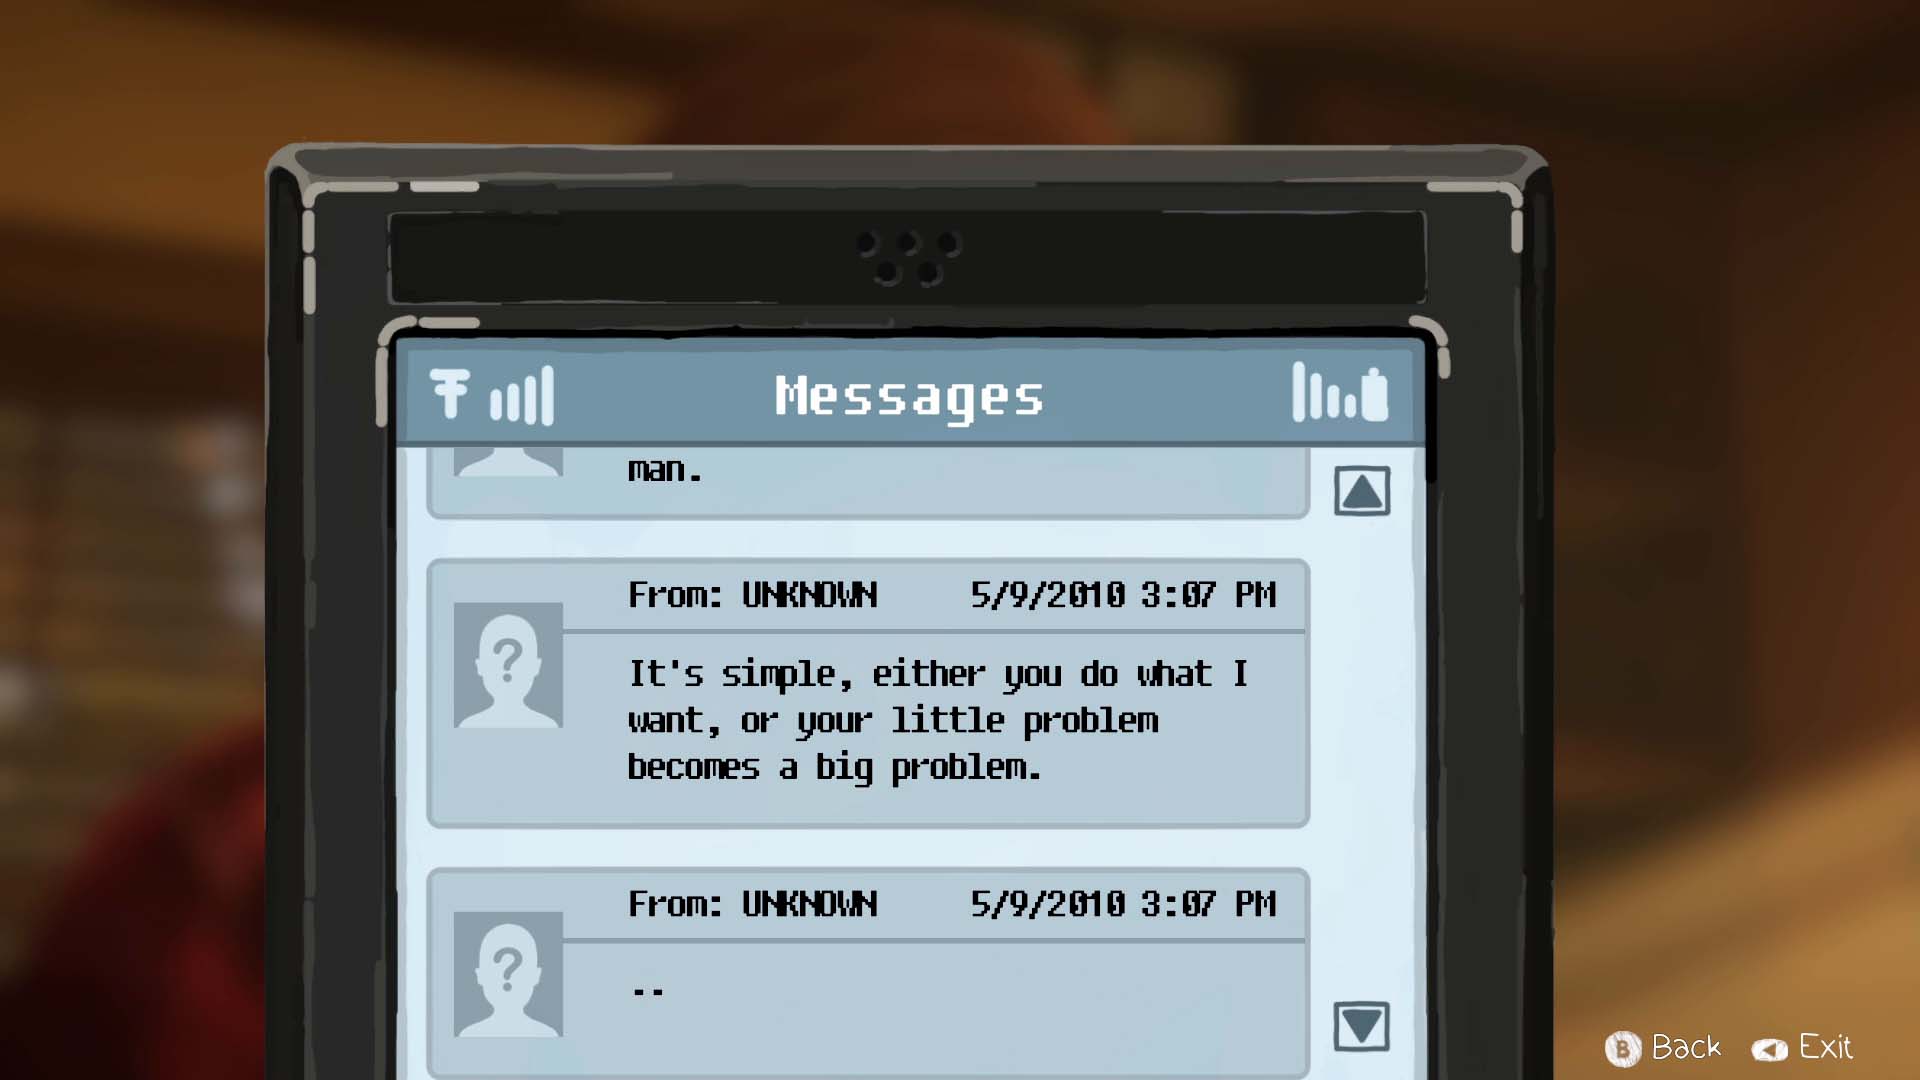 Messages
man.
From: UNKNOWN 5/9/2010 3:07 PM
It's simple, either you do what I
want, or your little problem
becomes a big problem.
From: UNKNOWN 5/9/2010 3:07 PM
--
B Back Exit